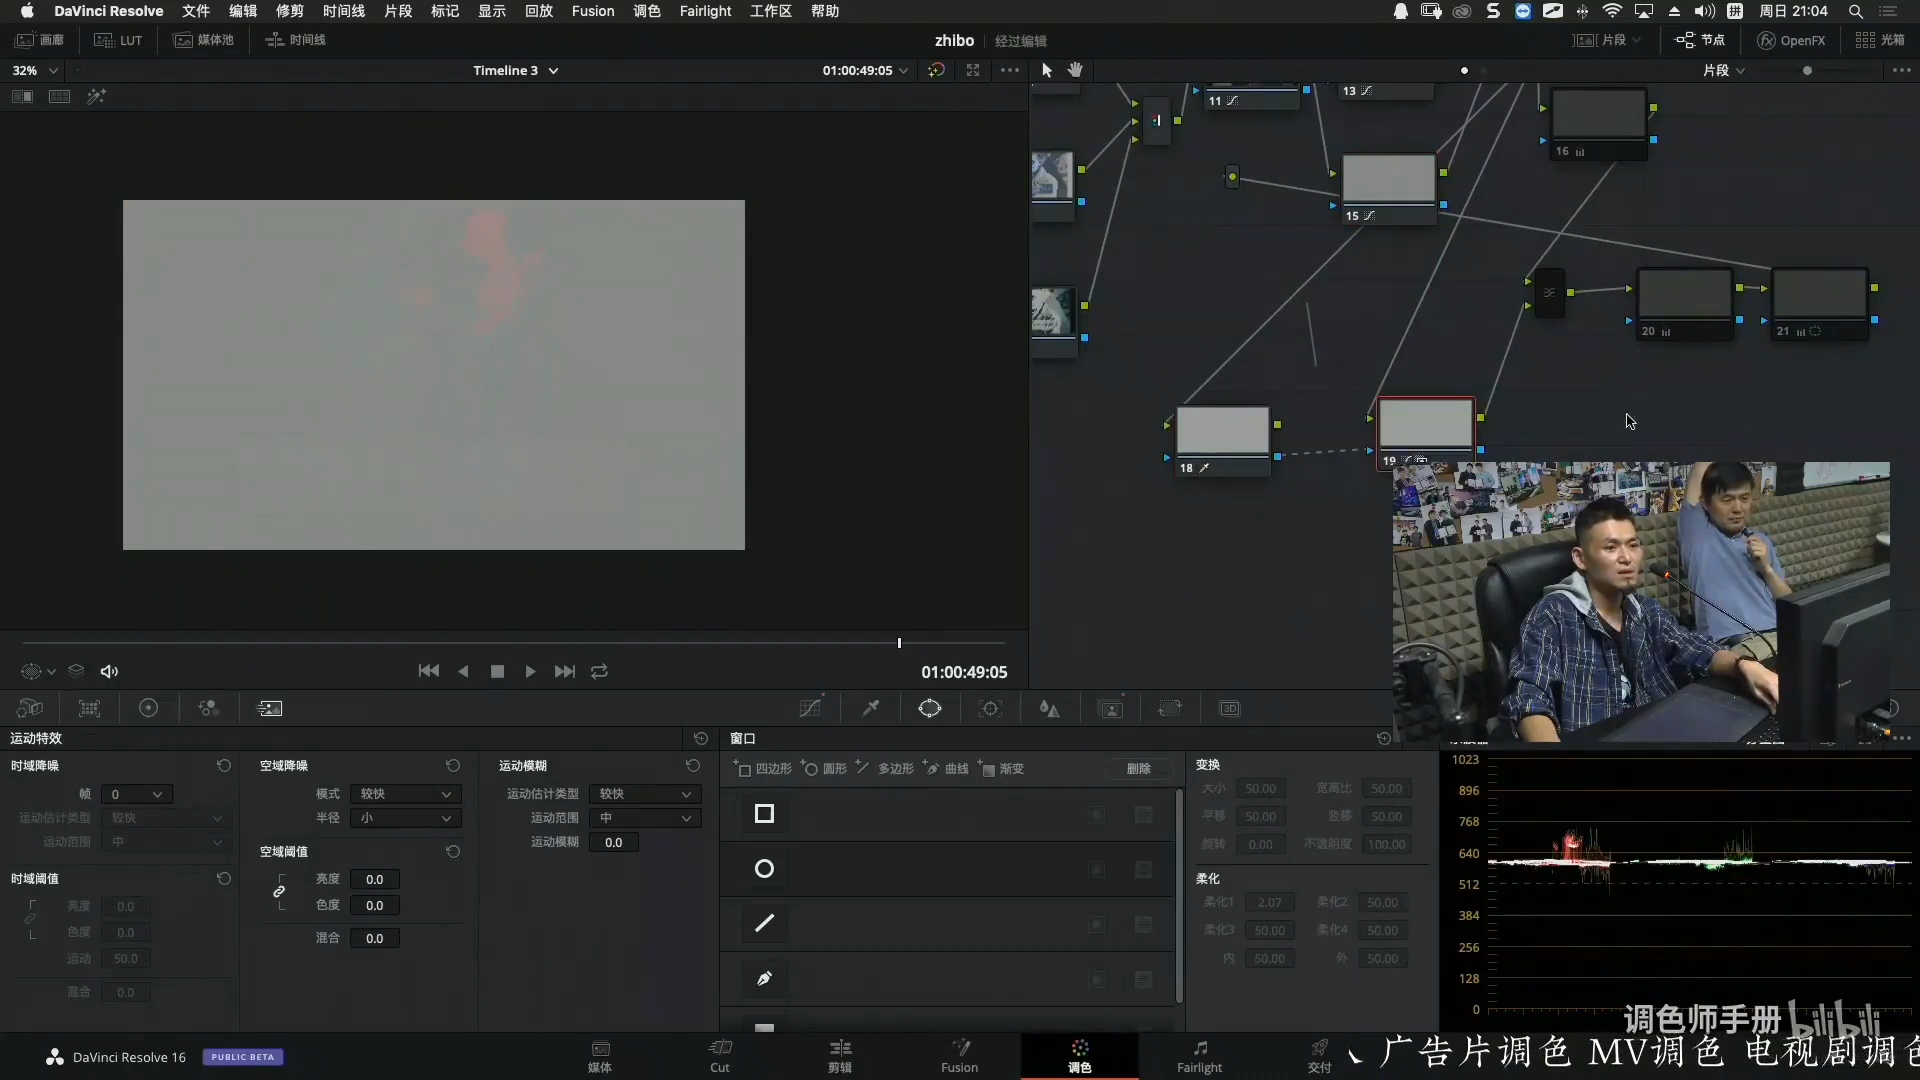 DaVinci Resolve 文件 编辑 修剪 时间线 片段 标记 显示 回放 Fusion 调色 Fairlight 工作区 帮助 拼 周日 21:04
画廊 LUT 媒体池 时间线 zhibo 经过编辑 片段 节点 OpenFX 光箱
32% Timeline 3 01:00:49:05 片段
11
13
16
15
20
21
18
19
01:00:49:05
运动特效 窗口
时域降噪 空域降噪 运动模糊 四边形 圆形 多边形 曲线 渐变 删除 变换
帧 0 模式 较快 运动估计类型 较快 大小 50.00 宽高比 50.00
运动估计类型 较快 半径 小 运动范围 中 平移 50.00 竖移 50.00
运动范围 中 空域阈值 运动模糊 0.0 旋转 0.00 不透明度 100.00
时域阈值 亮度 0.0 柔化
亮度 0.0 色度 0.0 柔化1 2.07 柔化2 50.00
色度 0.0 混合 0.0 柔化3 50.00 柔化4 50.00
运动 50.0 内 50.00 外 50.00
混合 0.0
1023
896
768
640
512
384
256
128
0
调色师手册 bilibili
广告片调色 MV调色 电视剧调色
DaVinci Resolve 16 PUBLIC BETA 媒体 Cut 剪辑 Fusion 调色 Fairlight 交付
3D